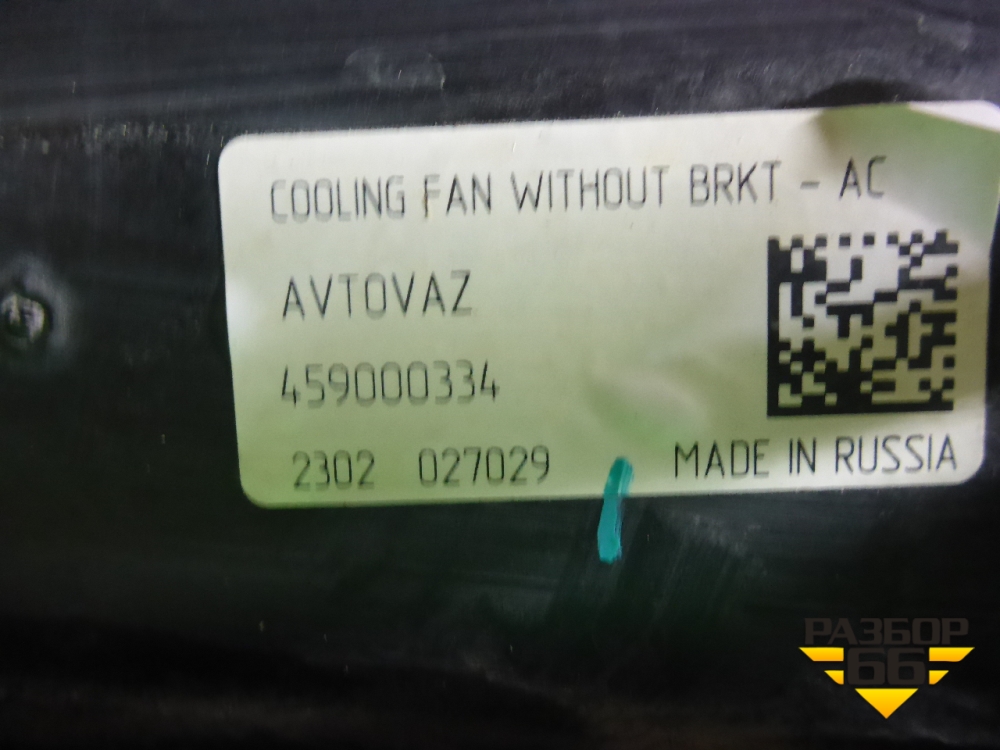 COOLING FAN WITHOUT BRKT - AC
AVTOVAZ
459000334
2302 027029 MADE IN RUSSIA
РАЗБОР
66